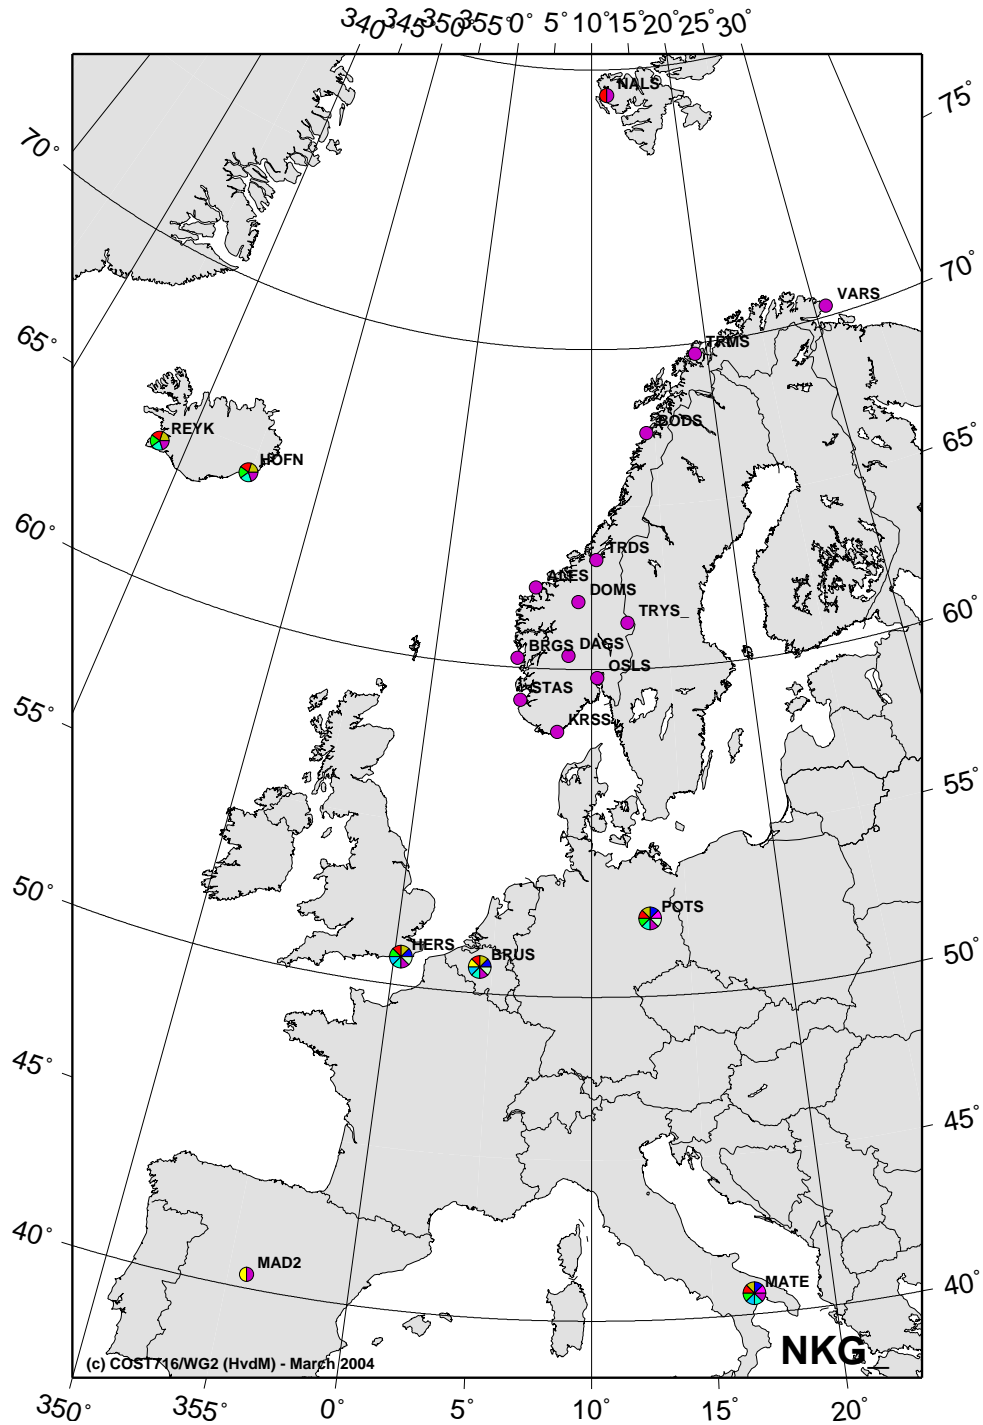 340° 345° 350° 355° 0° 5° 10° 15° 20° 25° 30°
NALS
75°
70°
70°
VARS
TRMS
65°
BODS
REYK
65°
HOFN
60°
TRDS
ALES
DOMS
TRYS_
60°
BRGS
DAGS
OSLS
STAS
KRSS
55°
55°
50°
POTS
HERS
BRUS
50°
45°
45°
40°
MAD2
MATE
40°
NKG_
(c) COST716/WG2 (HvdM) - March 2004
350° 355° 0° 5° 10° 15° 20°